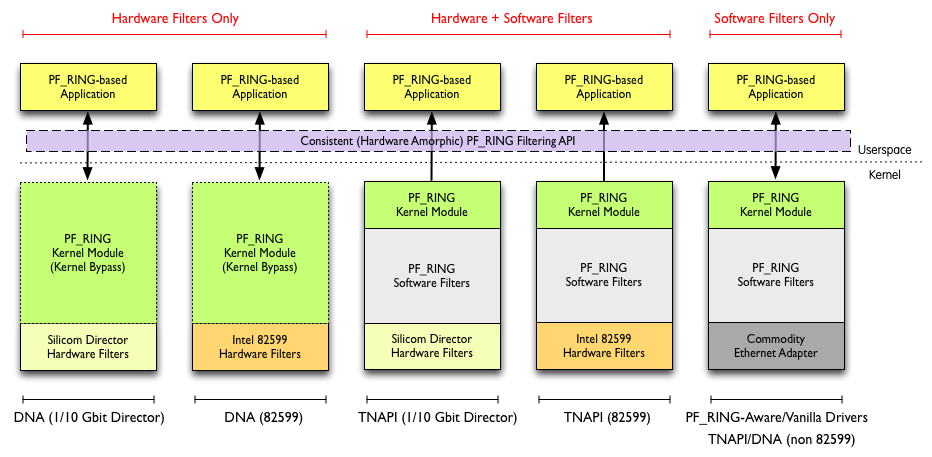 Hardware Filters Only
Hardware + Software Filters
Software Filters Only
PF_RING-based
Application
PF_RING-based
Application
PF_RING-based
Application
PF_RING-based
Application
PF_RING-based
Application
Consistent (Hardware Amorphic) PF_RING Filtering API
Userspace
Kernel
PF_RING
Kernel Module
(Kernel Bypass)
Silicom Director
Hardware Filters
PF_RING
Kernel Module
(Kernel Bypass)
Intel 82599
Hardware Filters
PF_RING
Kernel Module
PF_RING
Software Filters
Silicom Director
Hardware Filters
PF_RING
Kernel Module
PF_RING
Software Filters
Intel 82599
Hardware Filters
PF_RING
Kernel Module
PF_RING
Software Filters
Commodity
Ethernet Adapter
DNA (1/10 Gbit Director)
DNA (82599)
TNAPI (1/10 Gbit Director)
TNAPI (82599)
PF_RING-Aware/Vanilla Drivers
TNAPI/DNA (non 82599)